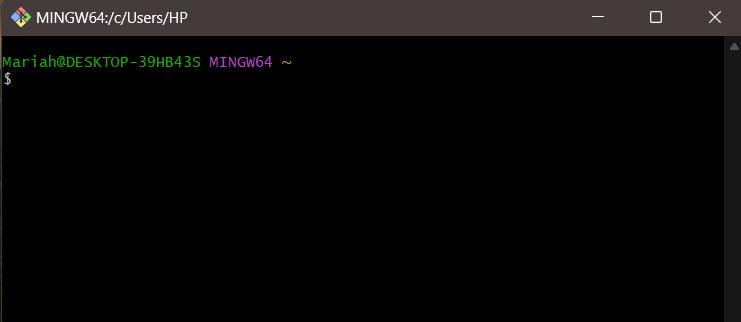 MINGW64:/c/Users/HP
Mariah@DESKTOP-39HB43S MINGW64 ~
$